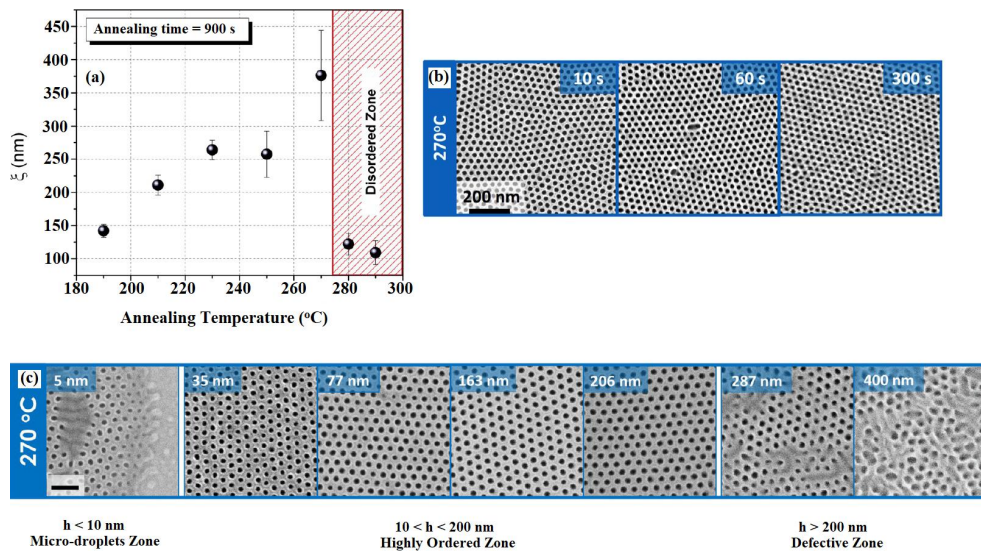 Annealing time = 900 s
(a)
ξ (nm)
450
400
350
300
250
200
150
100
180 200 220 240 260 280 300
Annealing Temperature (°C)
Disordered Zone
(b)
270°C
10 s
60 s
300 s
200 nm
(c)
270 °C
5 nm
35 nm
77 nm
163 nm
206 nm
287 nm
400 nm
h < 10 nm
Micro-droplets Zone
10 < h < 200 nm
Highly Ordered Zone
h > 200 nm
Defective Zone